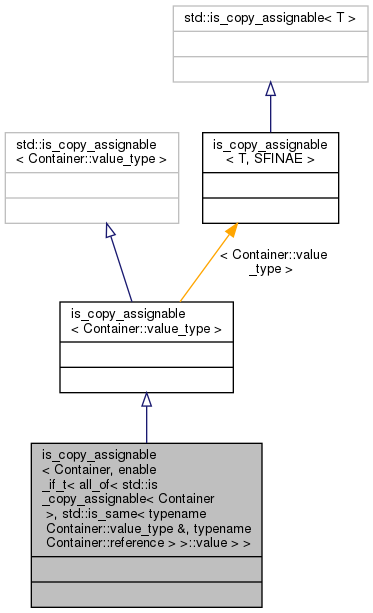 std::is_copy_assignable< T >
std::is_copy_assignable
< Container::value_type >
is_copy_assignable
< T, SFINAE >
< Container::value
_type >
is_copy_assignable
< Container::value_type >
is_copy_assignable
< Container, enable
_if_t< all_of< std::is
_copy_assignable< Container
>, std::is_same< typename
Container::value_type &, typename
Container::reference > >::value > >